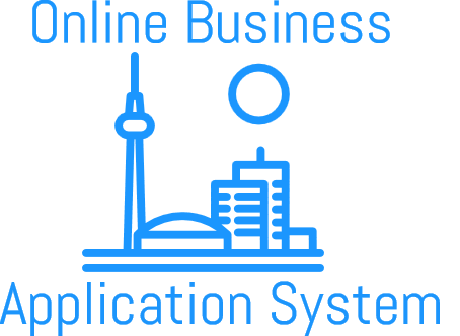 Online Business
Application System